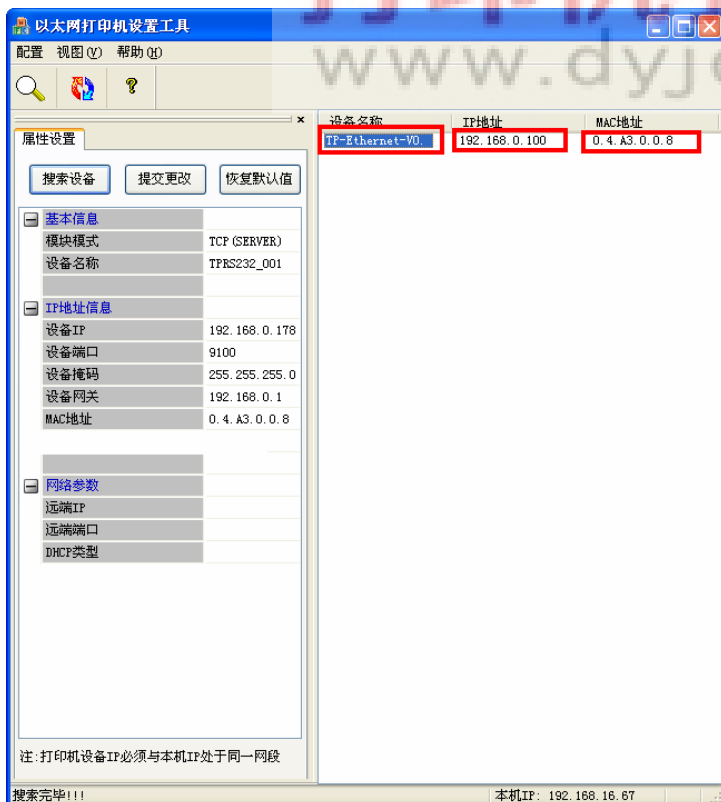 以太网打印机设置工具
www.dyj
配置 视图(V) 帮助(H)
属性设置
搜索设备 提交更改 恢复默认值
基本信息
模块模式 TCP(SERVER)
设备名称 TPRS232_001
IP地址信息
设备IP 192.168.0.178
设备端口 9100
设备掩码 255.255.255.0
设备网关 192.168.0.1
MAC地址 0.4.A3.0.0.8
网络参数
远端IP
远端端口
DHCP类型
注:打印机设备IP必须与本机IP处于同一网段
设备名称 IP地址 MAC地址
TP-Ethernet-V0. 192.168.0.100 0.4.A3.0.0.8
搜索完毕!!! 本机IP: 192.168.16.67